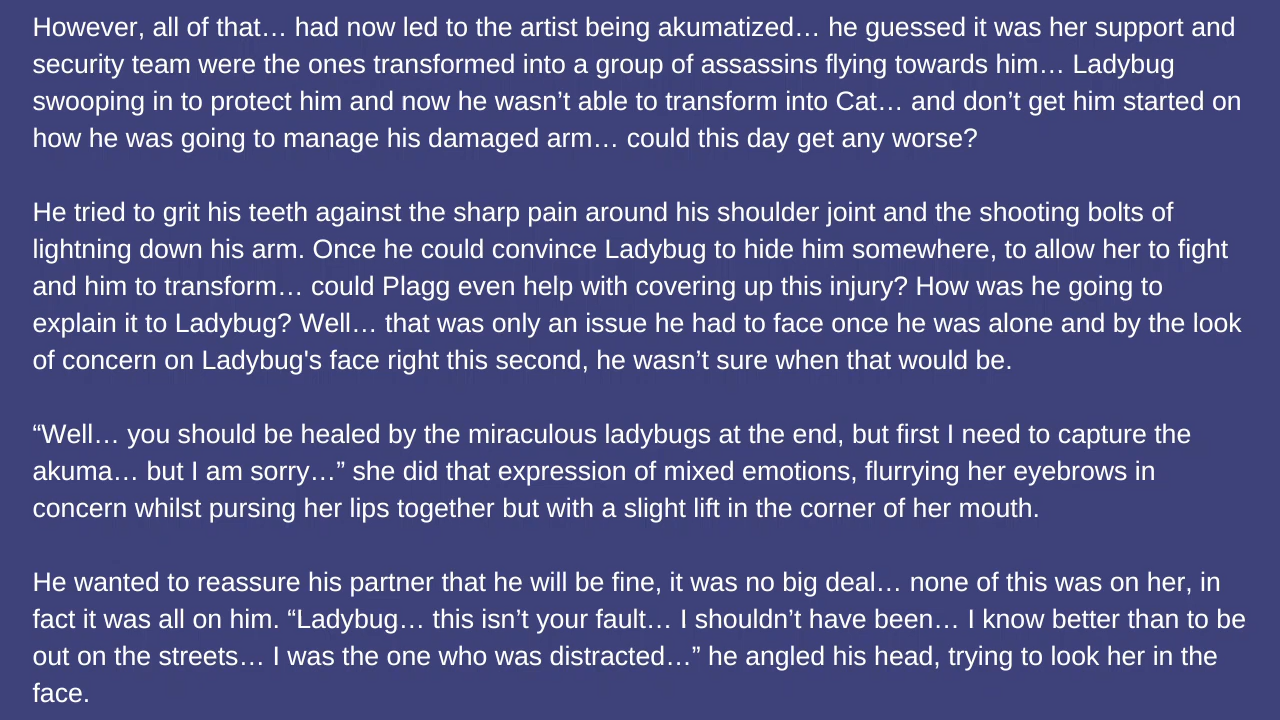 However, all of that… had now led to the artist being akumatized… he guessed it was her support and
security team were the ones transformed into a group of assassins flying towards him… Ladybug
swooping in to protect him and now he wasn’t able to transform into Cat… and don’t get him started on
how he was going to manage his damaged arm… could this day get any worse?
He tried to grit his teeth against the sharp pain around his shoulder joint and the shooting bolts of
lightning down his arm. Once he could convince Ladybug to hide him somewhere, to allow her to fight
and him to transform… could Plagg even help with covering up this injury? How was he going to
explain it to Ladybug? Well… that was only an issue he had to face once he was alone and by the look
of concern on Ladybug's face right this second, he wasn’t sure when that would be.
“Well… you should be healed by the miraculous ladybugs at the end, but first I need to capture the
akuma… but I am sorry…” she did that expression of mixed emotions, flurrying her eyebrows in
concern whilst pursing her lips together but with a slight lift in the corner of her mouth.
He wanted to reassure his partner that he will be fine, it was no big deal… none of this was on her, in
fact it was all on him. “Ladybug… this isn’t your fault… I shouldn’t have been… I know better than to be
out on the streets… I was the one who was distracted…” he angled his head, trying to look her in the
face.